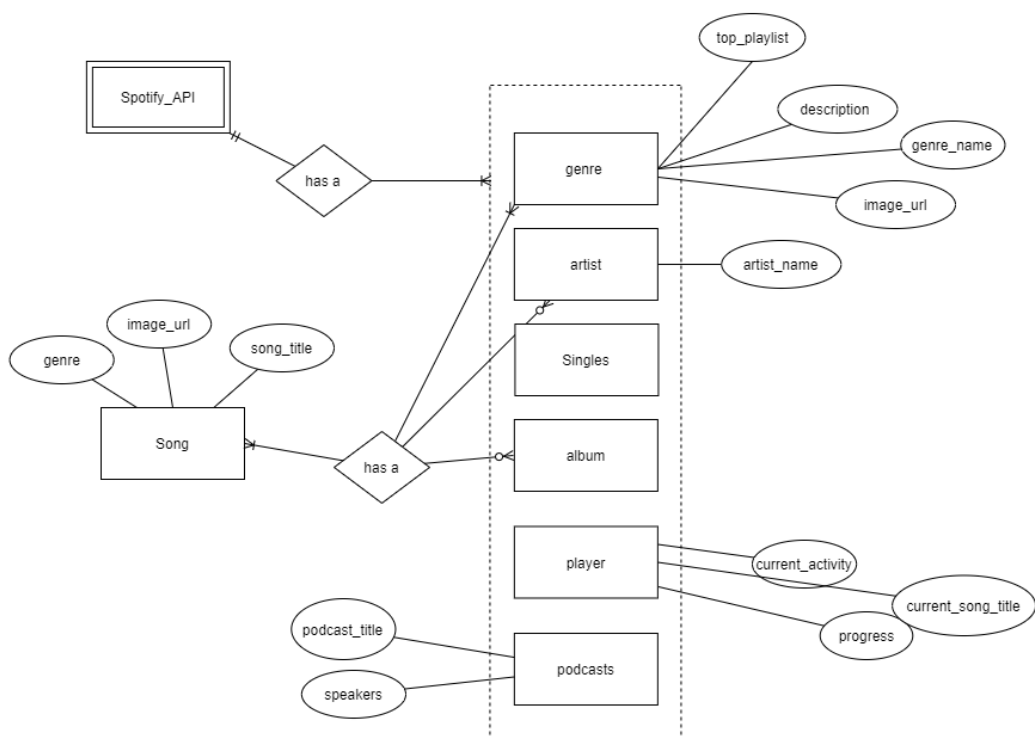 top_playlist
Spotify_API
description
genre_name
genre
has a
image_url
artist
artist_name
image_url
song_title
genre
Singles
Song
has a
album
player
current_activity
current_song_title
podcast_title
progress
podcasts
speakers